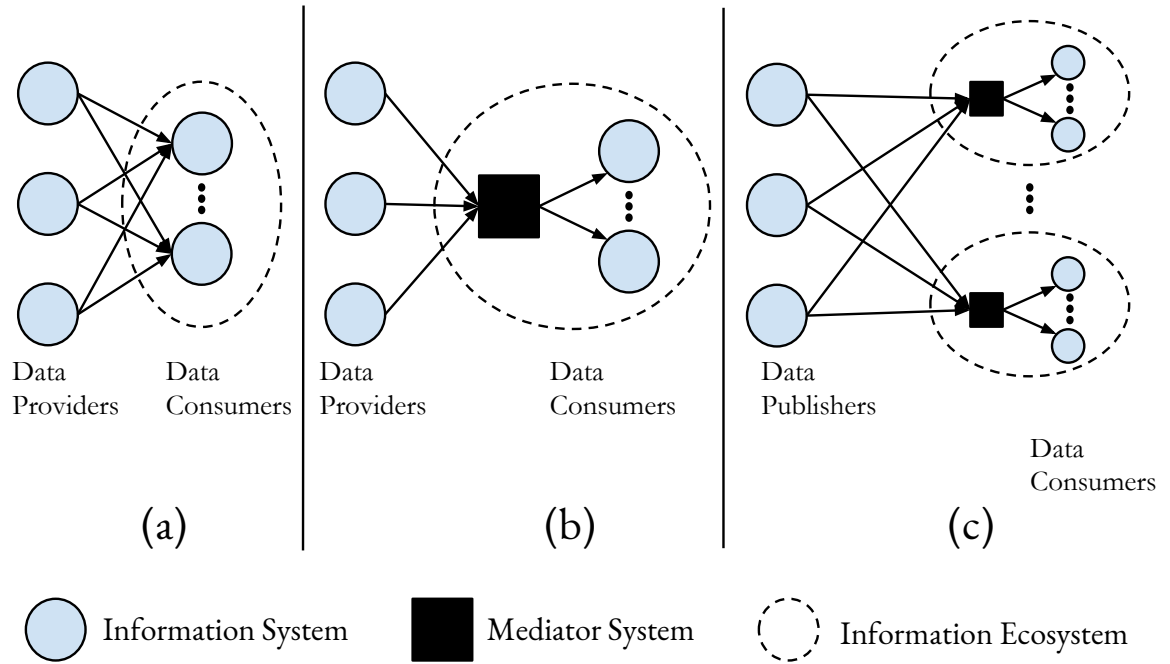 Data
Providers
Data
Consumers
(a)
Data
Providers
Data
Consumers
(b)
Data
Publishers
Data
Consumers
(c)
Information System
Mediator System
Information Ecosystem